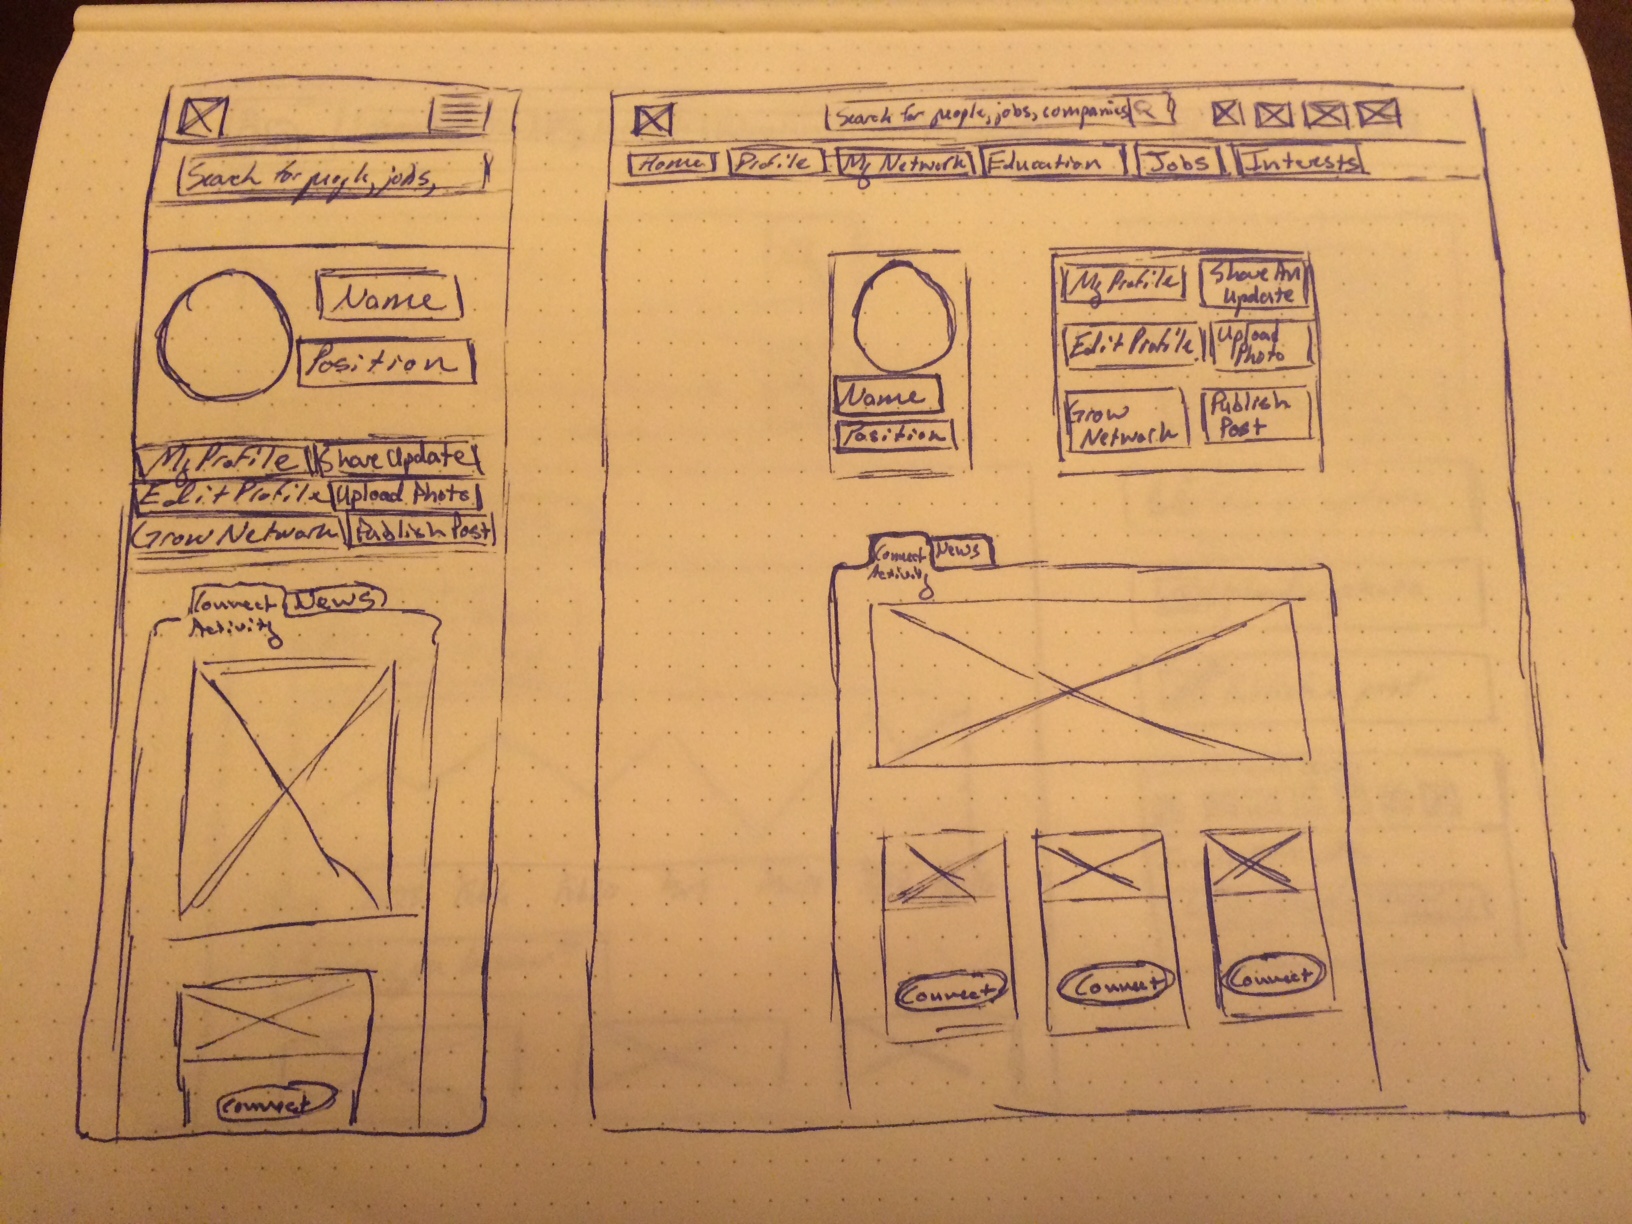 Search for people, jobs,
Name
Position
My Profile
Share Update
Edit Profile
Upload Photo
Grow Network
Publish Post
Connect
Activity
News
Connect
Search for people, jobs, companies
Home
Profile
My Network
Education
Jobs
Interests
Name
Position
My Profile
Share An
Update
Edit Profile
Upload
Photo
Grow
Network
Publish
Post
Connect
Activity
News
Connect
Connect
Connect